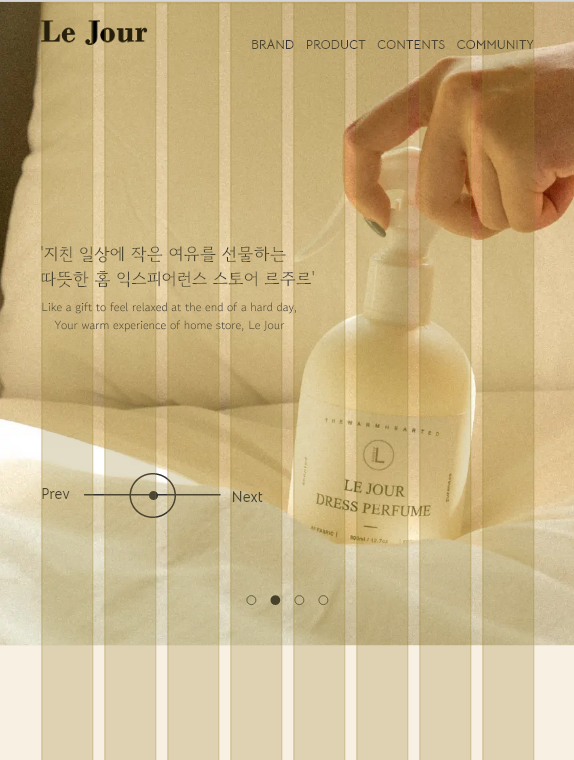 Le Jour
BRAND PRODUCT CONTENTS COMMUNITY
'지친 일상에 작은 여유를 선물하는
따뜻한 홈 익스피어런스 스토어 르주르'
Like a gift to feel relaxed at the end of a hard day,
Your warm experience of home store, Le Jour
THEWARMHEARTED
L
LE JOUR
DRESS PERFUME
Prev
Next